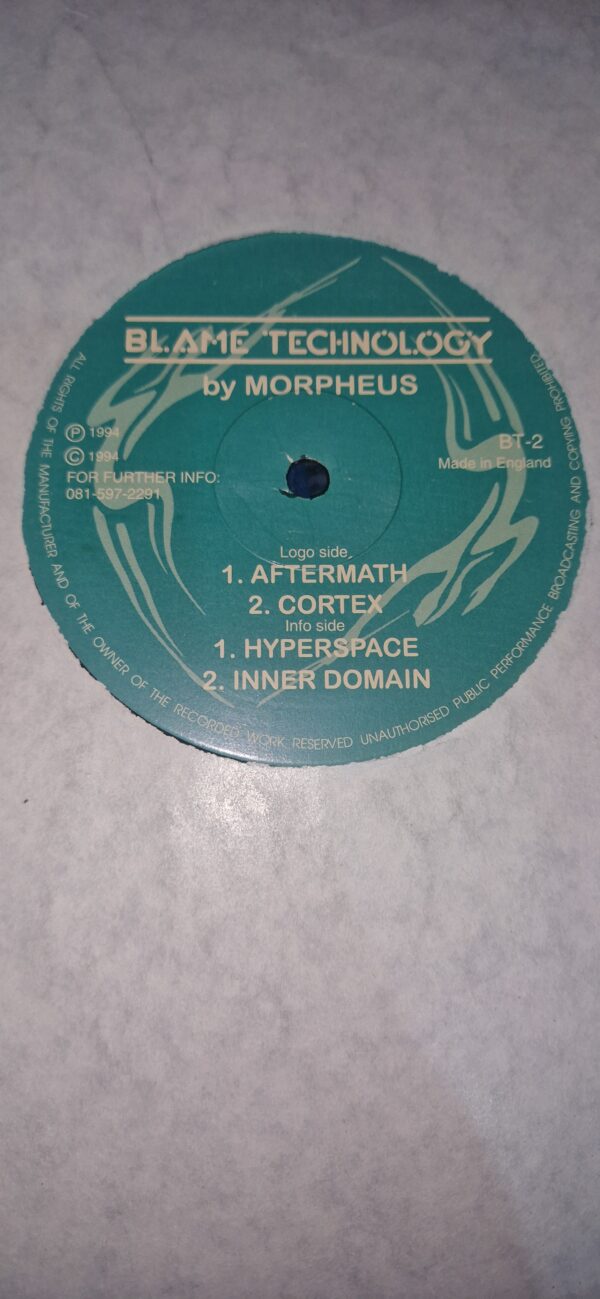 BLAME TECHNOLOGY
by MORPHEUS
Ⓟ 1994
© 1994
BT-2
Made in England
FOR FURTHER INFO:
081-597-2291
Logo side
1. AFTERMATH
2. CORTEX
Info side
1. HYPERSPACE
2. INNER DOMAIN
ALL RIGHTS OF THE MANUFACTURER AND OF THE OWNER OF THE RECORDED WORK RESERVED UNAUTHORISED PUBLIC PERFORMANCE BROADCASTING AND COPYING PROHIBITED